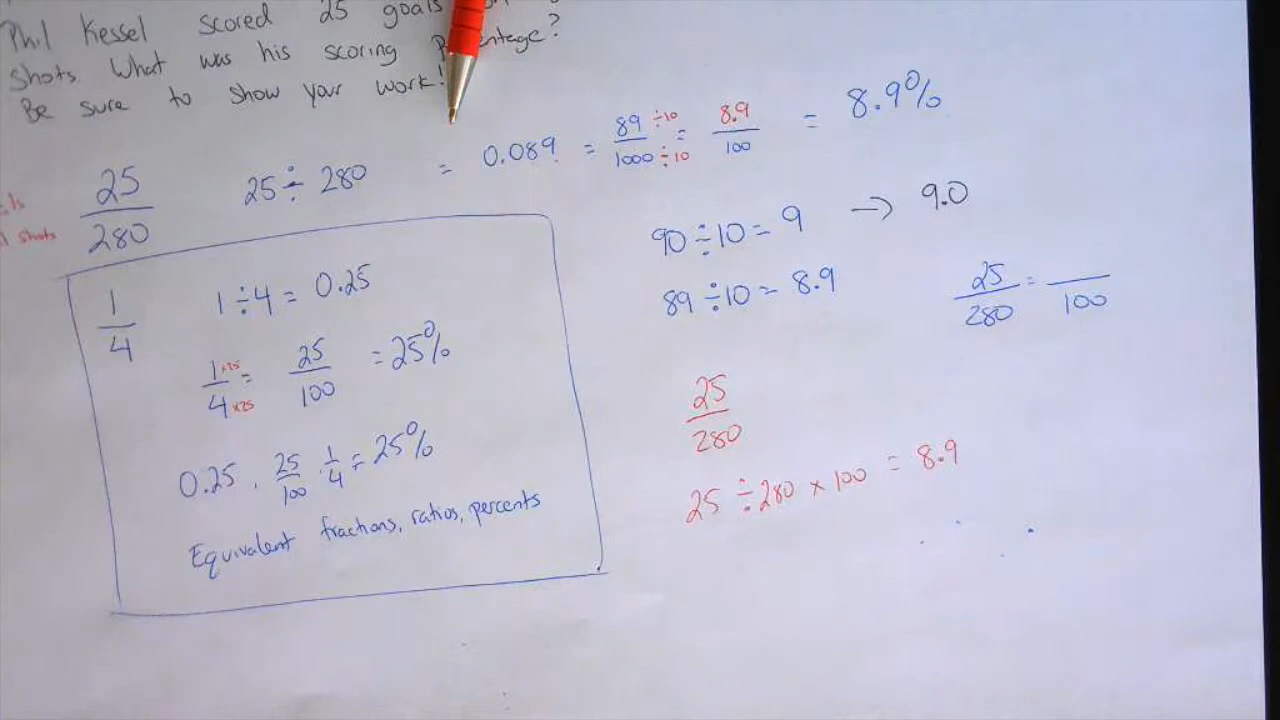 Phil Kessel scored 25 goals
shots. What was his scoring
Be sure to show your work!
25/280 25 ÷ 280 = 0.089 = 89/1000 ÷10 ÷10 = 8.9/100 = 8.9%
shots
90 ÷ 10 = 9 → 9.0
89 ÷ 10 = 8.9
25/280 = /100
1/4 1 ÷ 4 = 0.25
1/4 ×25 ×25 = 25/100 = 25%
0.25 . 25/100 . 1/4 = 25%
Equivalent fractions, ratios, percents
25/280
25 ÷ 280 × 100 = 8.9